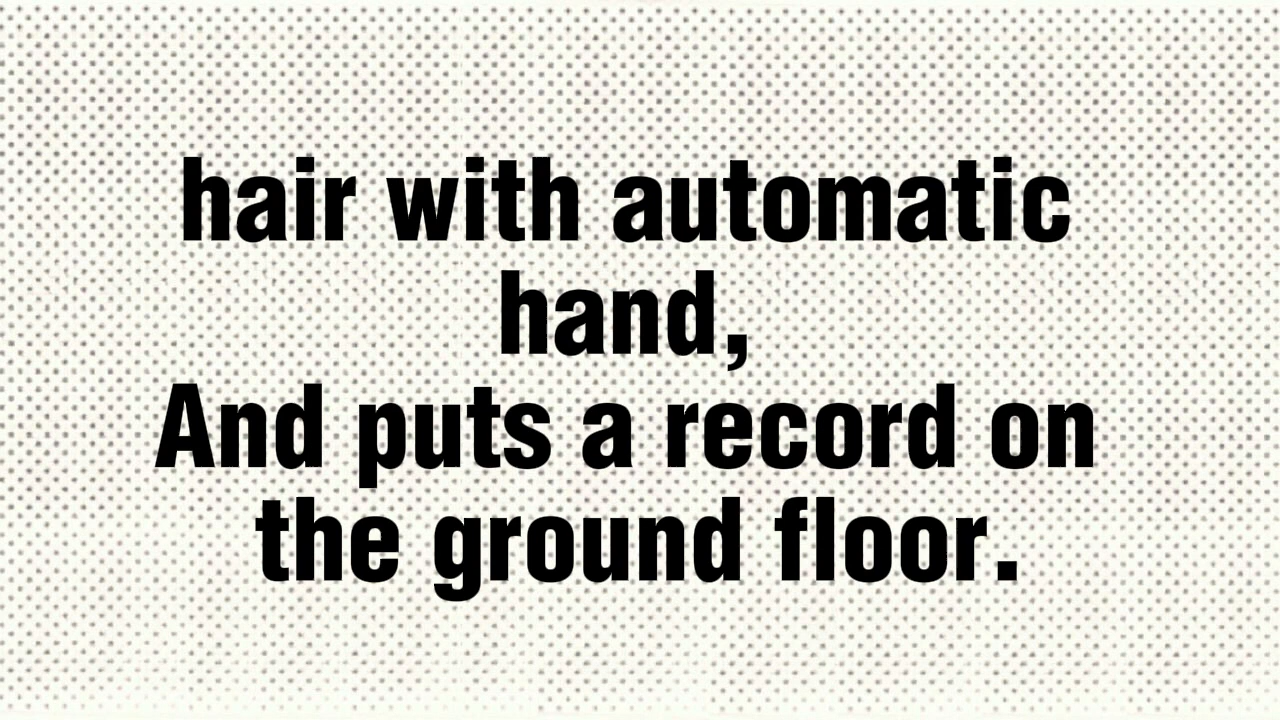 hair with automatic
hand,
And puts a record on
the ground floor.